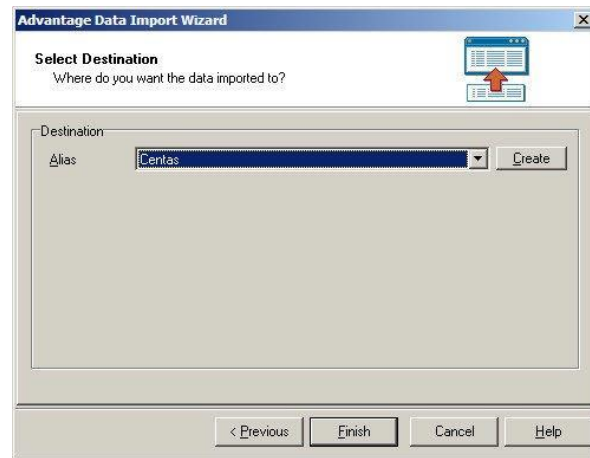 Advantage Data Import Wizard
Select Destination
Where do you want the data imported to?
Destination
Alias
Centas
Create
< Previous
Finish
Cancel
Help